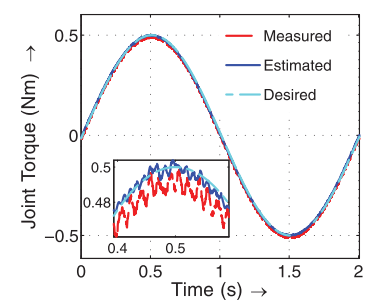 Joint Torque (Nm) →
0.5
0
−0.5
Measured
Estimated
Desired
0.5
0.48
0.4
0.5
0
0.5
1
1.5
2
Time (s) →